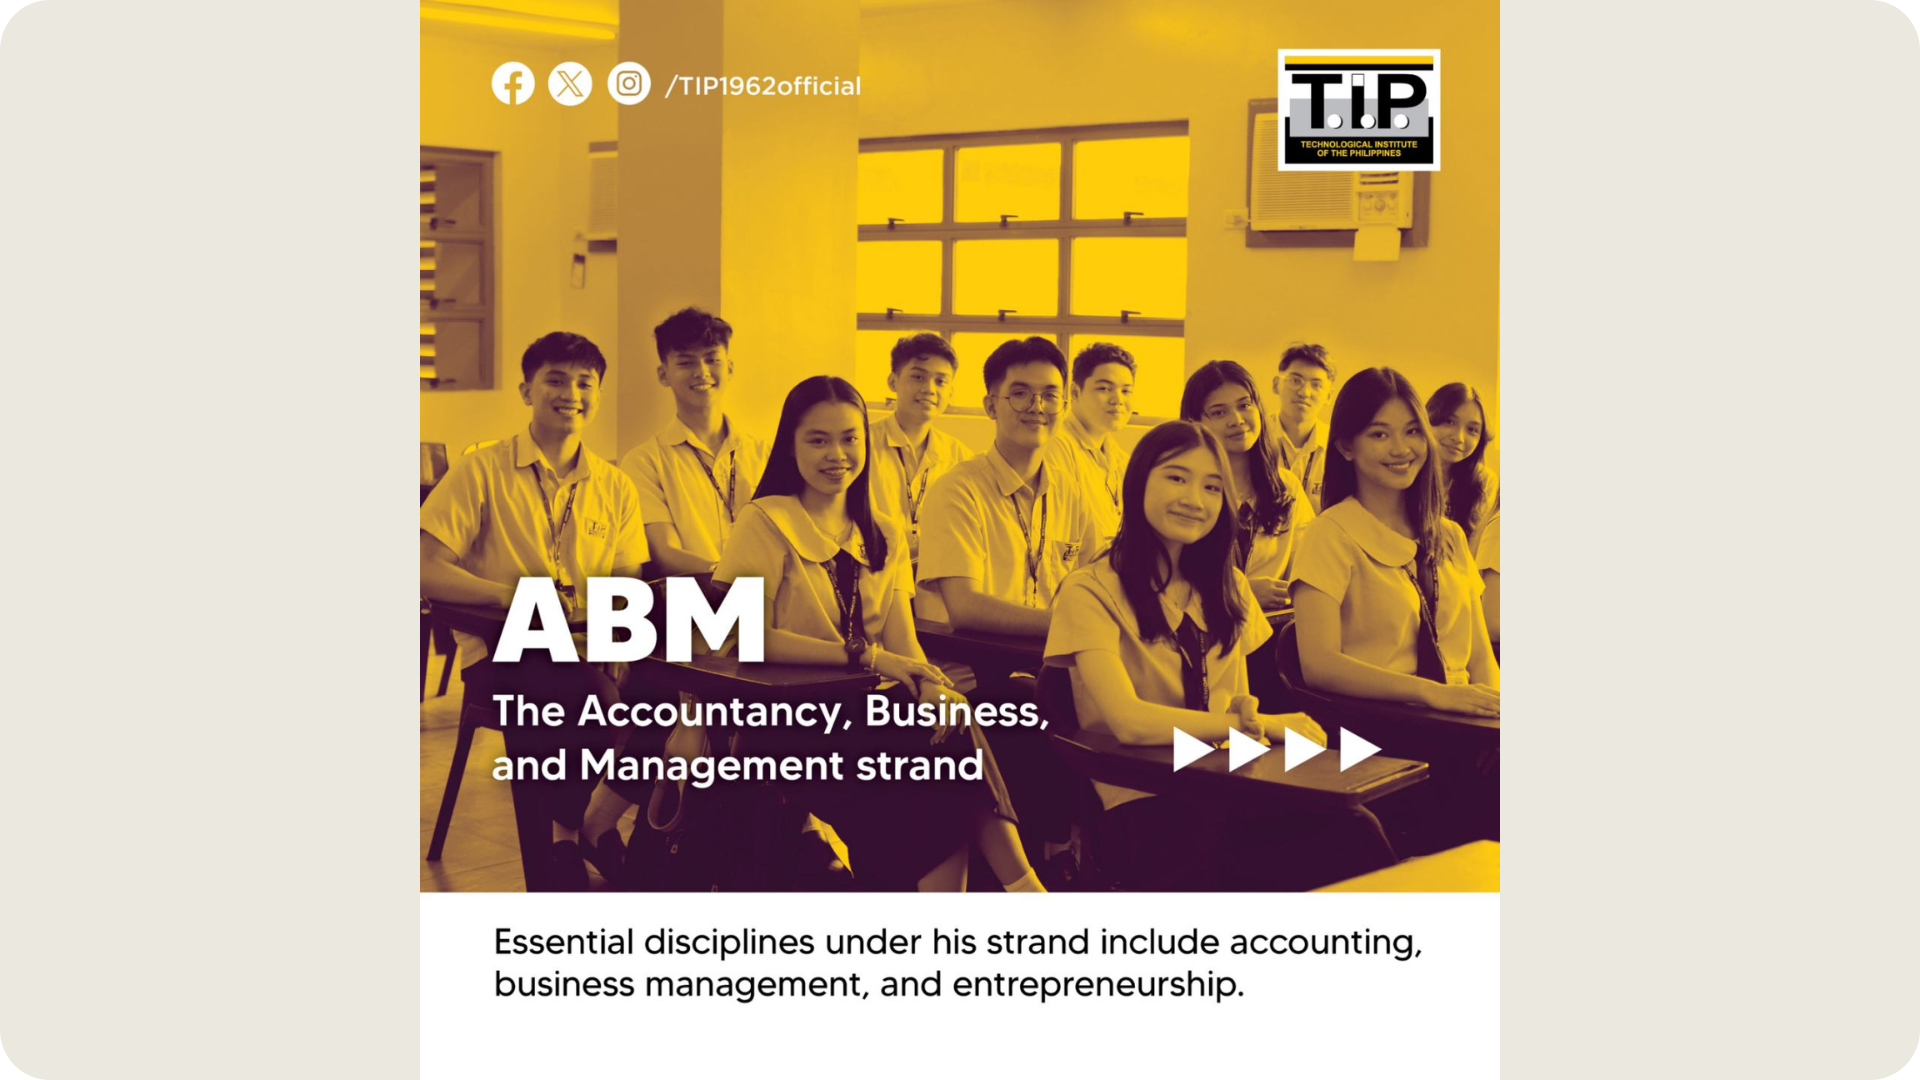 /TIP1962official
T.I.P.
TECHNOLOGICAL INSTITUTE
OF THE PHILIPPINES
ABM
The Accountancy, Business,
and Management strand
Essential disciplines under his strand include accounting,
business management, and entrepreneurship.